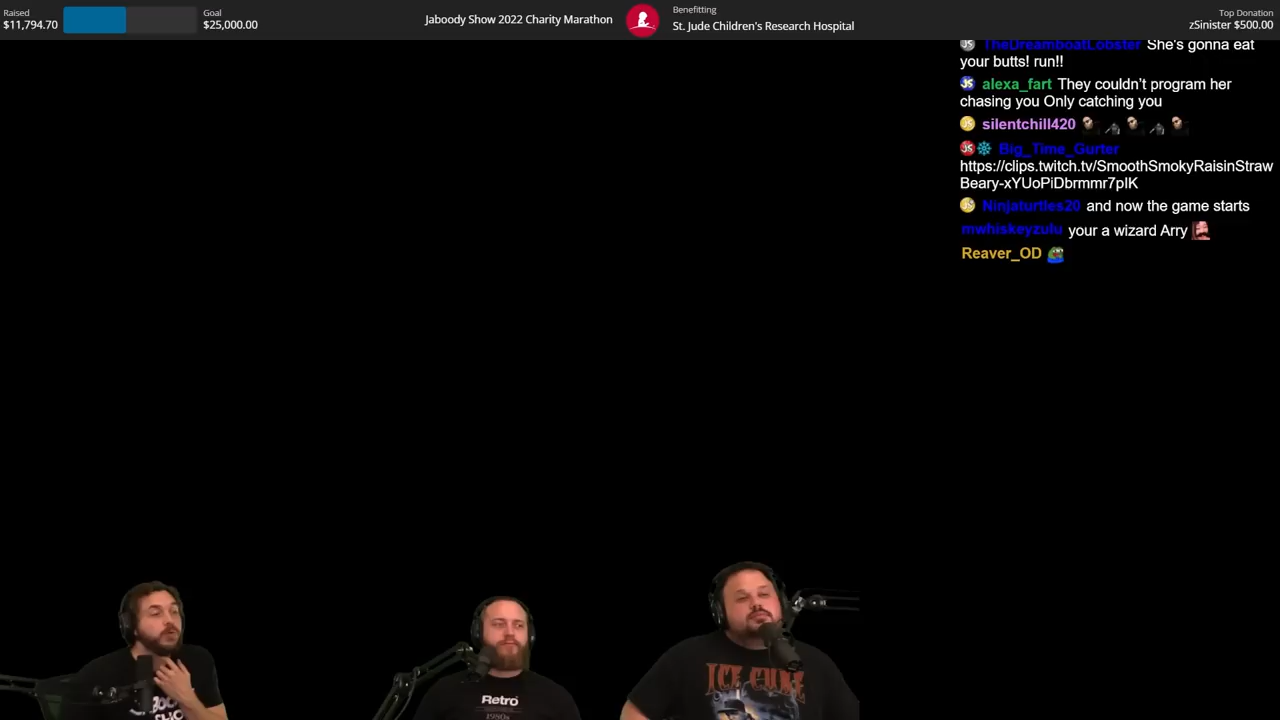 Raised
$11,794.70
Goal
$25,000.00
Jaboody Show 2022 Charity Marathon
Benefitting
St. Jude Children's Research Hospital
Top Donation
zSinister $500.00
TheDreamboatLobster She's gonna eat
your butts! run!!
alexa_fart They couldn't program her
chasing you Only catching you
silentchill420
Big_Time_Gurter
https://clips.twitch.tv/SmoothSmokyRaisinStraw
Beary-xYUoPiDbrmmr7pIK
Ninjaturtles20 and now the game starts
mwhiskeyzulu your a wizard Arry
Reaver_OD
Retro
1980s
ICE CUBE